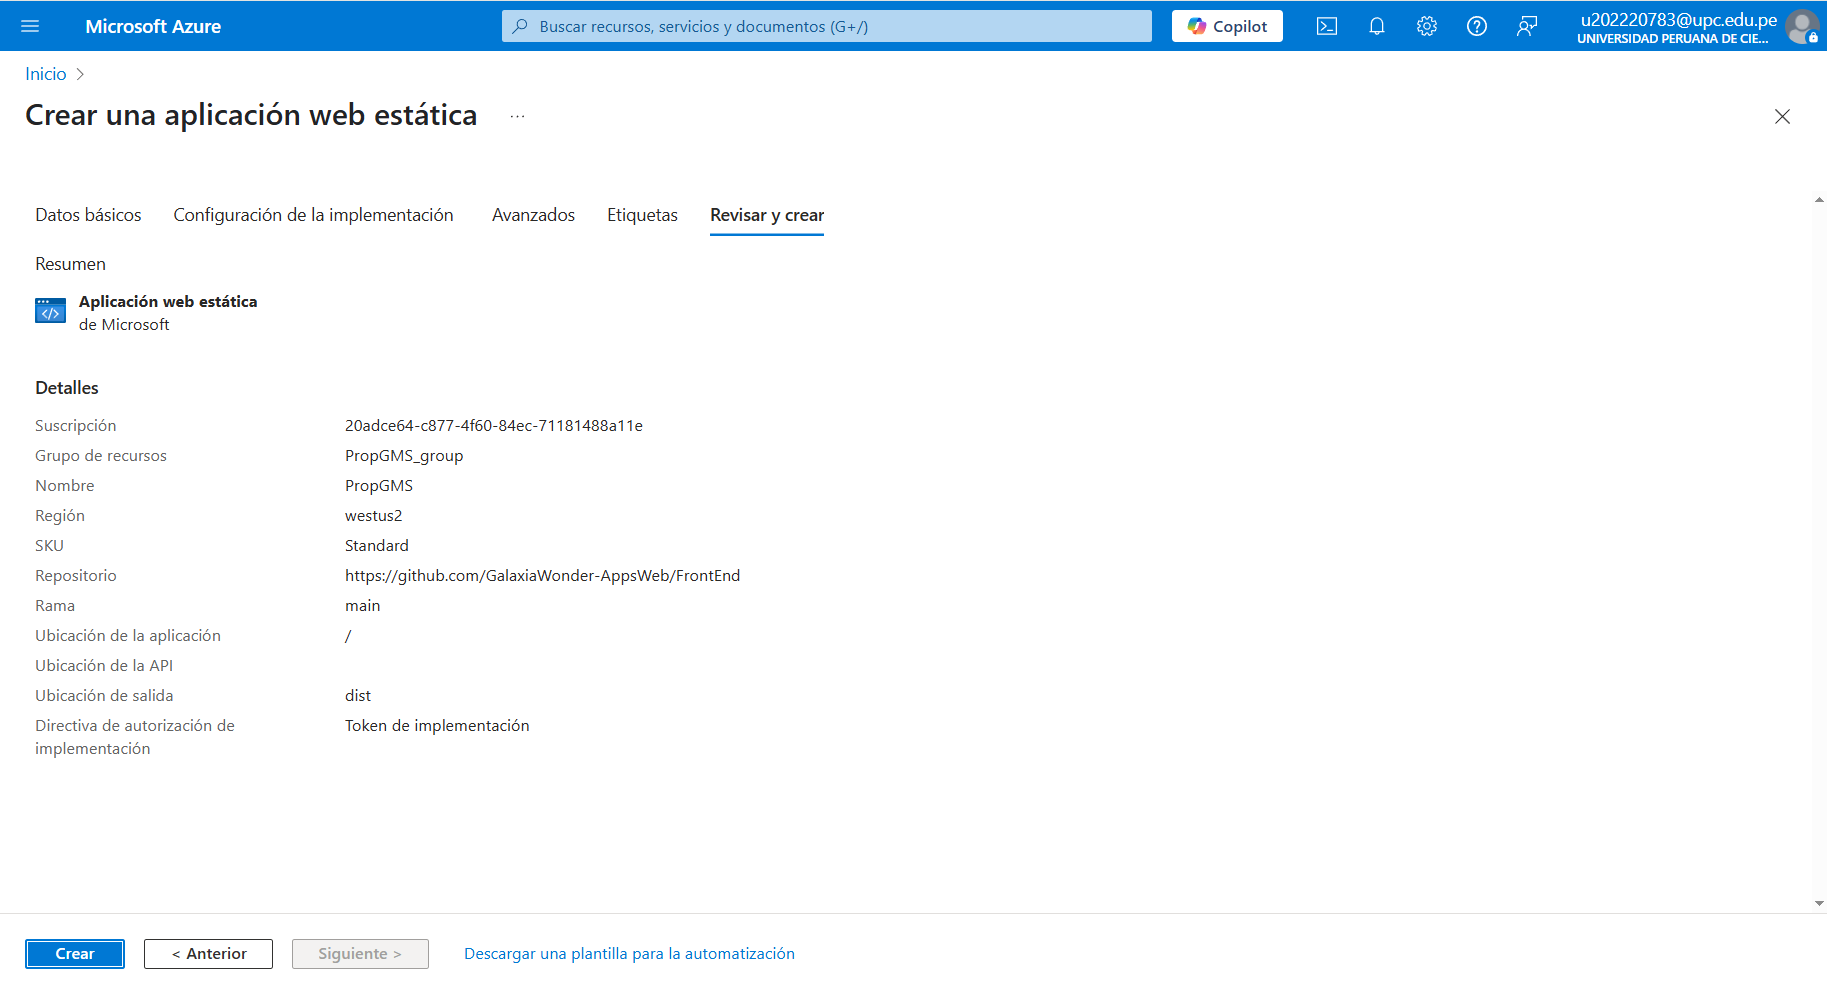 Microsoft Azure
Buscar recursos, servicios y documentos (G+/)
Copilot
u202220783@upc.edu.pe
UNIVERSIDAD PERUANA DE CIE...
Inicio >
Crear una aplicación web estática ...
Datos básicos Configuración de la implementación Avanzados Etiquetas Revisar y crear
Resumen
Aplicación web estática
de Microsoft
Detalles
Suscripción 20adce64-c877-4f60-84ec-71181488a11e
Grupo de recursos PropGMS_group
Nombre PropGMS
Región westus2
SKU Standard
Repositorio https://github.com/GalaxiaWonder-AppsWeb/FrontEnd
Rama main
Ubicación de la aplicación /
Ubicación de la API
Ubicación de salida dist
Directiva de autorización de Token de implementación
implementación
Crear < Anterior Siguiente > Descargar una plantilla para la automatización